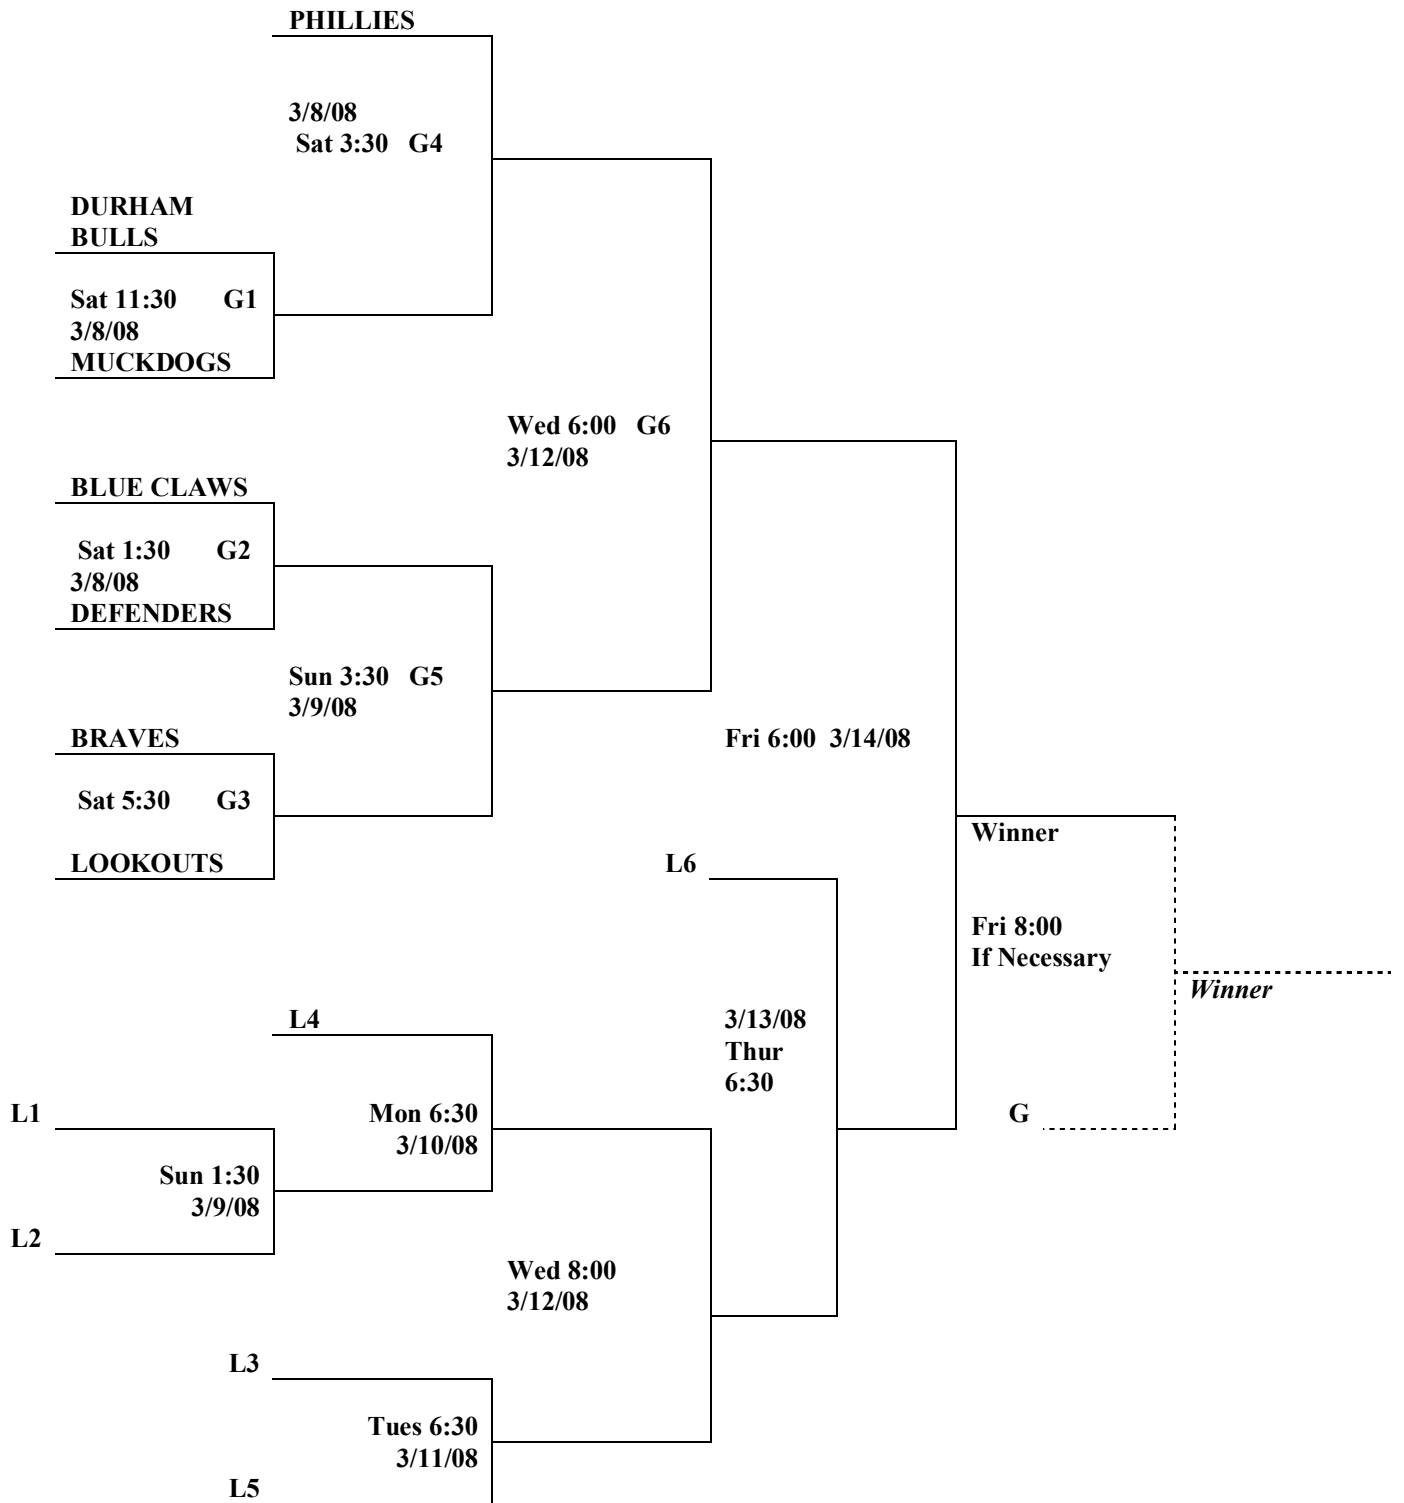 PHILLIES
3/8/08
Sat 3:30 G4
DURHAM
BULLS
Sat 11:30 G1
3/8/08
MUCKDOGS
Wed 6:00 G6
3/12/08
BLUE CLAWS
Sat 1:30 G2
3/8/08
DEFENDERS
Sun 3:30 G5
3/9/08
BRAVES
Fri 6:00 3/14/08
Sat 5:30 G3
Winner
LOOKOUTS
L6
Fri 8:00
If Necessary
Winner
L4
3/13/08
Thur
6:30
L1
Mon 6:30
3/10/08
G
Sun 1:30
3/9/08
L2
Wed 8:00
3/12/08
L3
Tues 6:30
3/11/08
L5